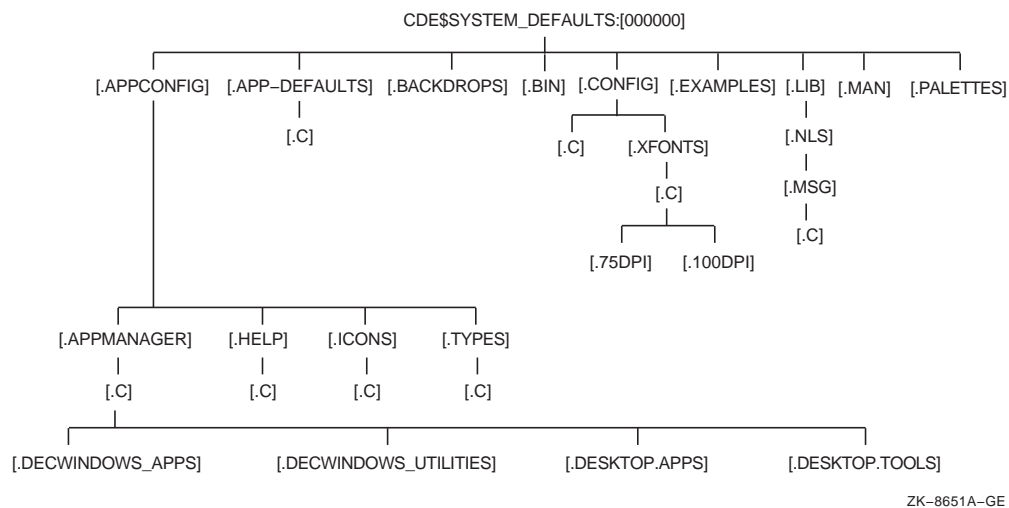 CDE$SYSTEM_DEFAULTS:[000000]
[.APPCONFIG] [.APP–DEFAULTS] [.BACKDROPS] [.BIN] [.CONFIG] [.EXAMPLES] [.LIB] [.MAN] [.PALETTES]
[.C] [.C] [.XFONTS] [.NLS]
[.C] [.MSG]
[.C]
[.75DPI] [.100DPI]
[.APPMANAGER] [.HELP] [.ICONS] [.TYPES]
[.C] [.C] [.C] [.C]
[.DECWINDOWS_APPS] [.DECWINDOWS_UTILITIES] [.DESKTOP.APPS] [.DESKTOP.TOOLS]
ZK–8651A–GE